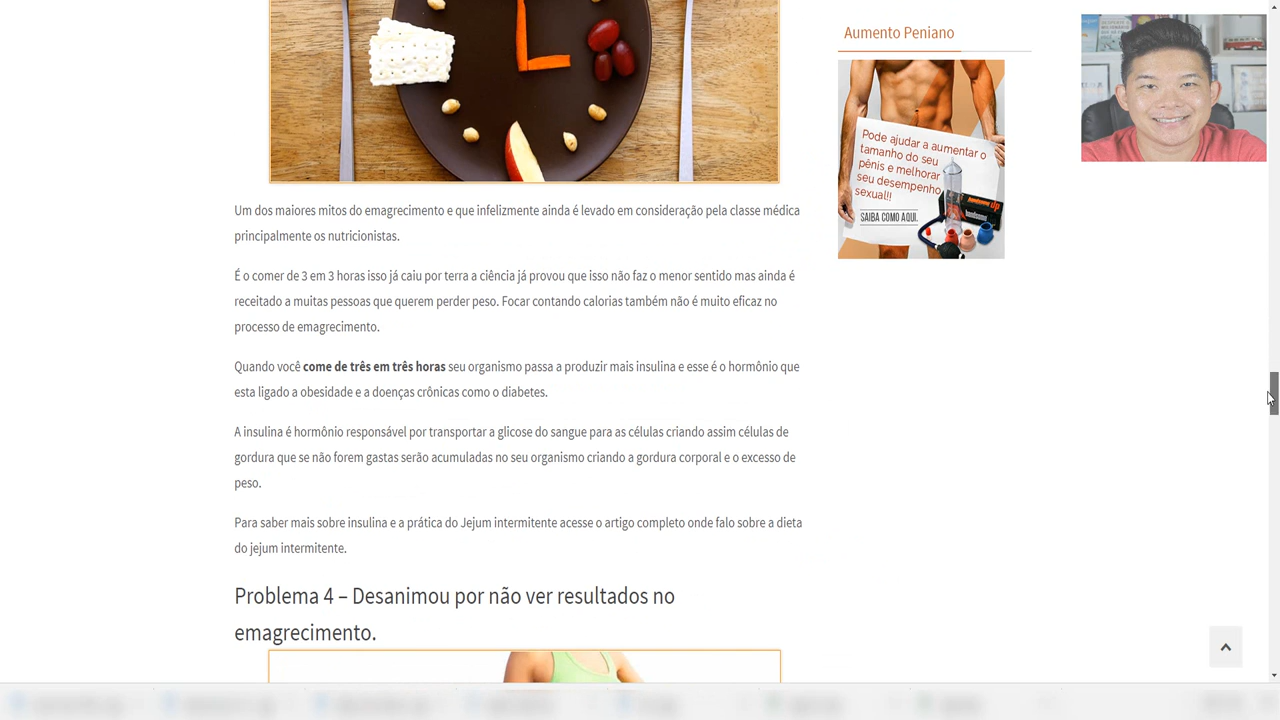 Um dos maiores mitos do emagrecimento e que infelizmente ainda é levado em consideração pela classe médica
principalmente os nutricionistas.
É o comer de 3 em 3 horas isso já caiu por terra a ciência já provou que isso não faz o menor sentido mas ainda é
receitado a muitas pessoas que querem perder peso. Focar contando calorias também não é muito eficaz no
processo de emagrecimento.
Quando você come de três em três horas seu organismo passa a produzir mais insulina e esse é o hormônio que
esta ligado a obesidade e a doenças crônicas como o diabetes.
A insulina é hormônio responsável por transportar a glicose do sangue para as células criando assim células de
gordura que se não forem gastas serão acumuladas no seu organismo criando a gordura corporal e o excesso de
peso.
Para saber mais sobre insulina e a prática do Jejum intermitente acesse o artigo completo onde falo sobre a dieta
do jejum intermitente.
Problema 4 – Desanimou por não ver resultados no
emagrecimento.
Aumento Peniano
Pode ajudar a aumentar o
tamanho do seu
pênis e melhorar
seu desempenho
sexual!!
SAIBA COMO AQUI.